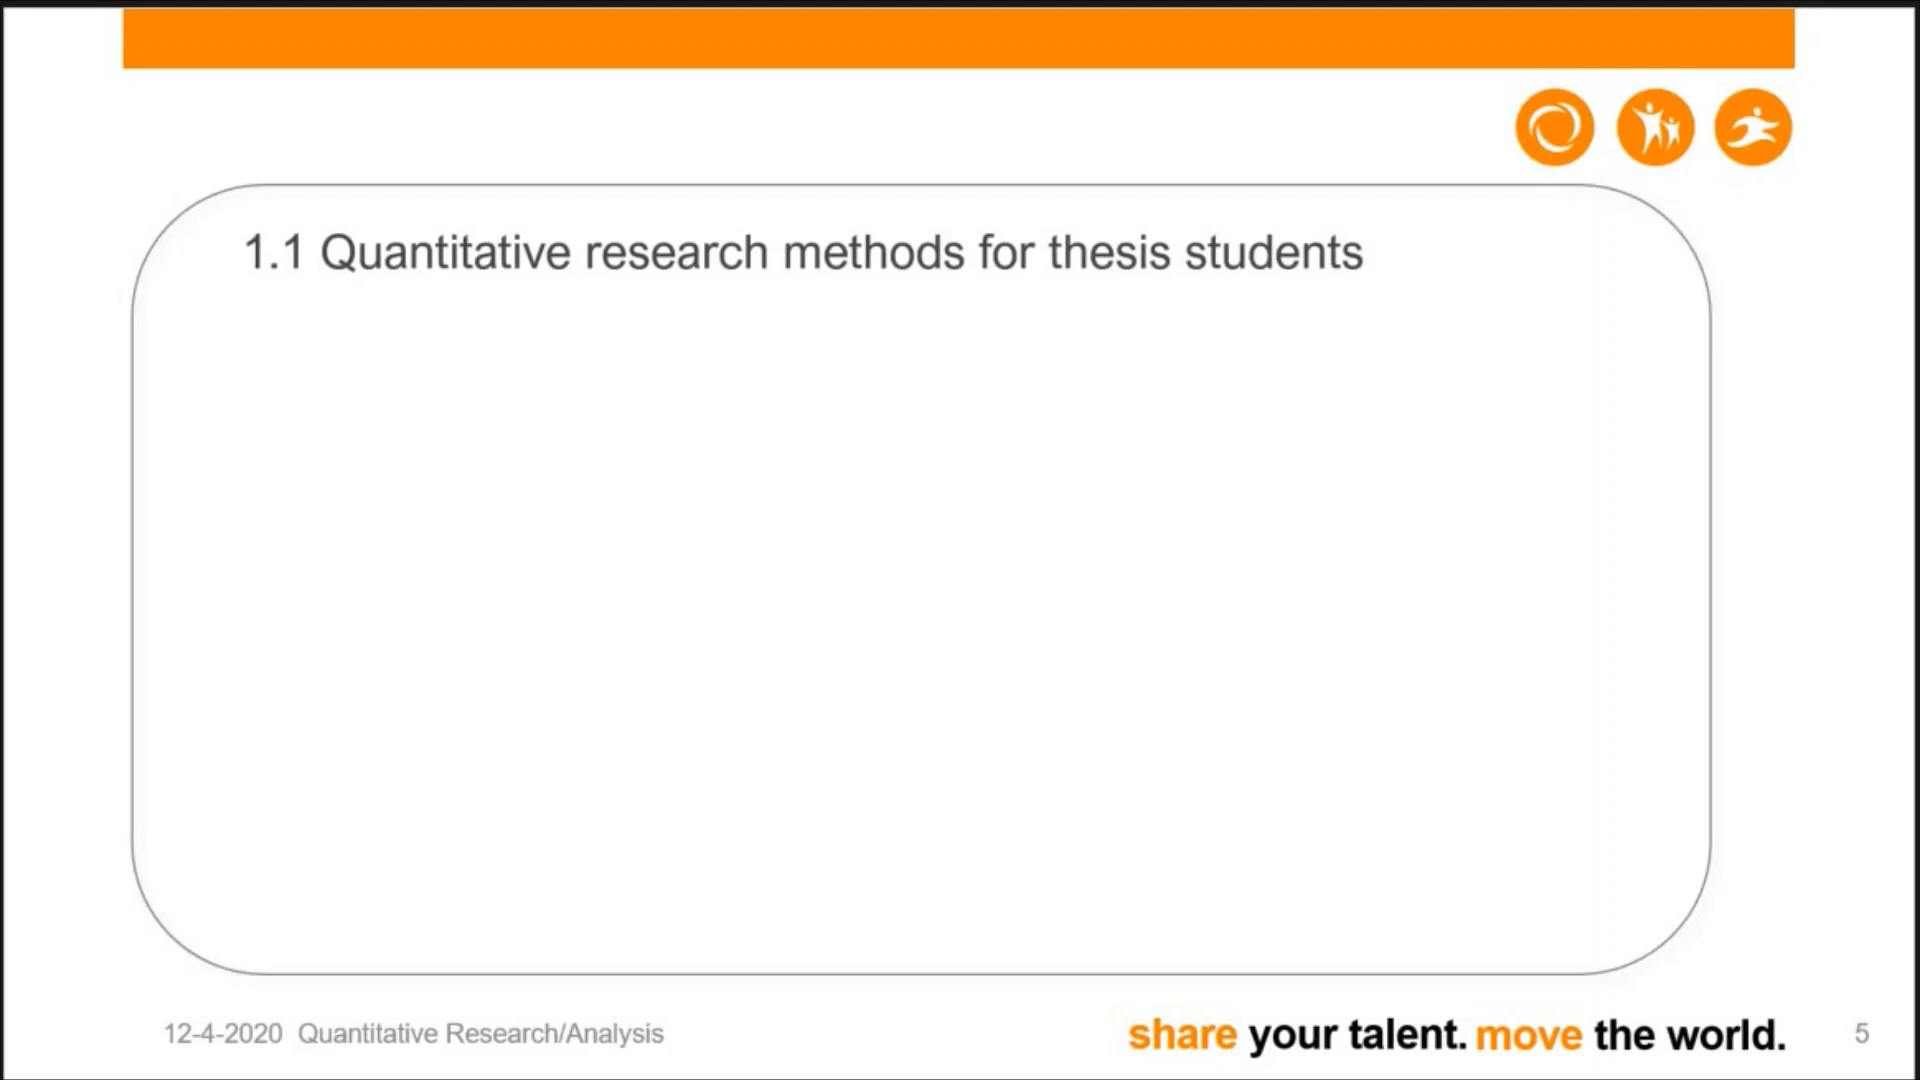 1.1 Quantitative research methods for thesis students
12-4-2020 Quantitative Research/Analysis
share your talent. move the world.
5